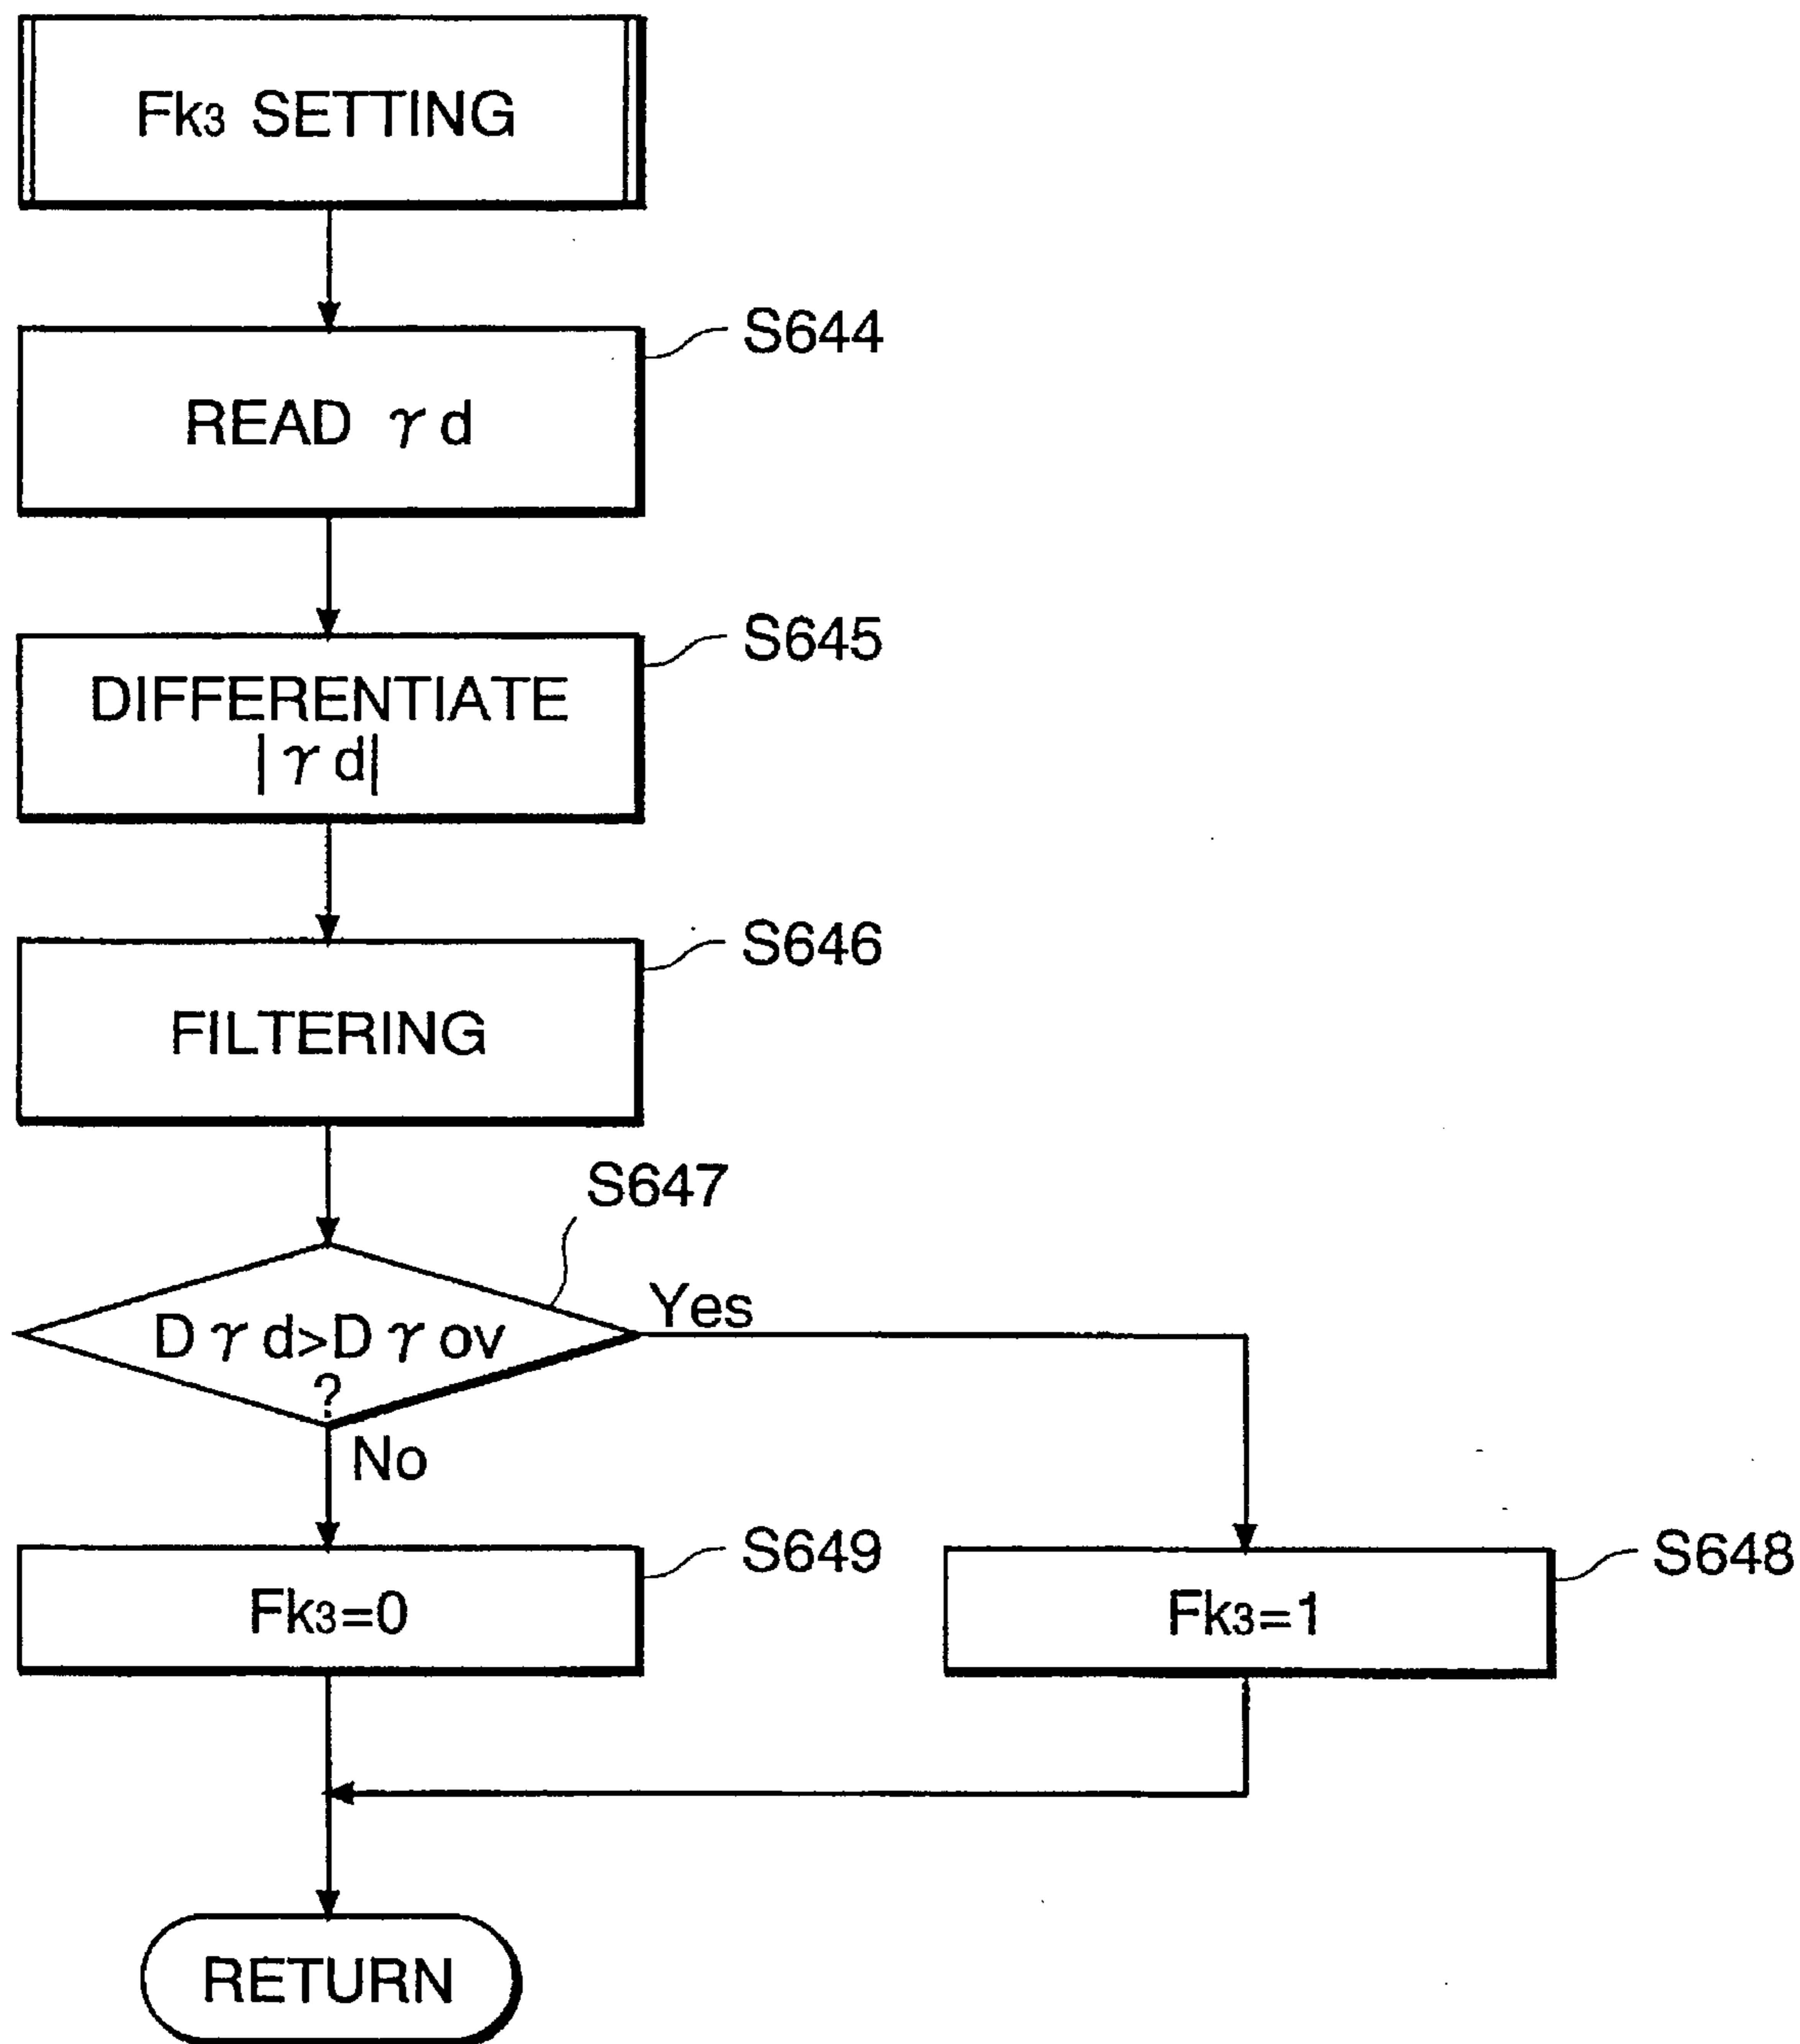 Fk3 SETTING
S644
READ γd
S645
DIFFERENTIATE
|γd|
S646
FILTERING
S647
Dγd>Dγov
?
Yes
No
S649
Fk3=0
S648
Fk3=1
RETURN